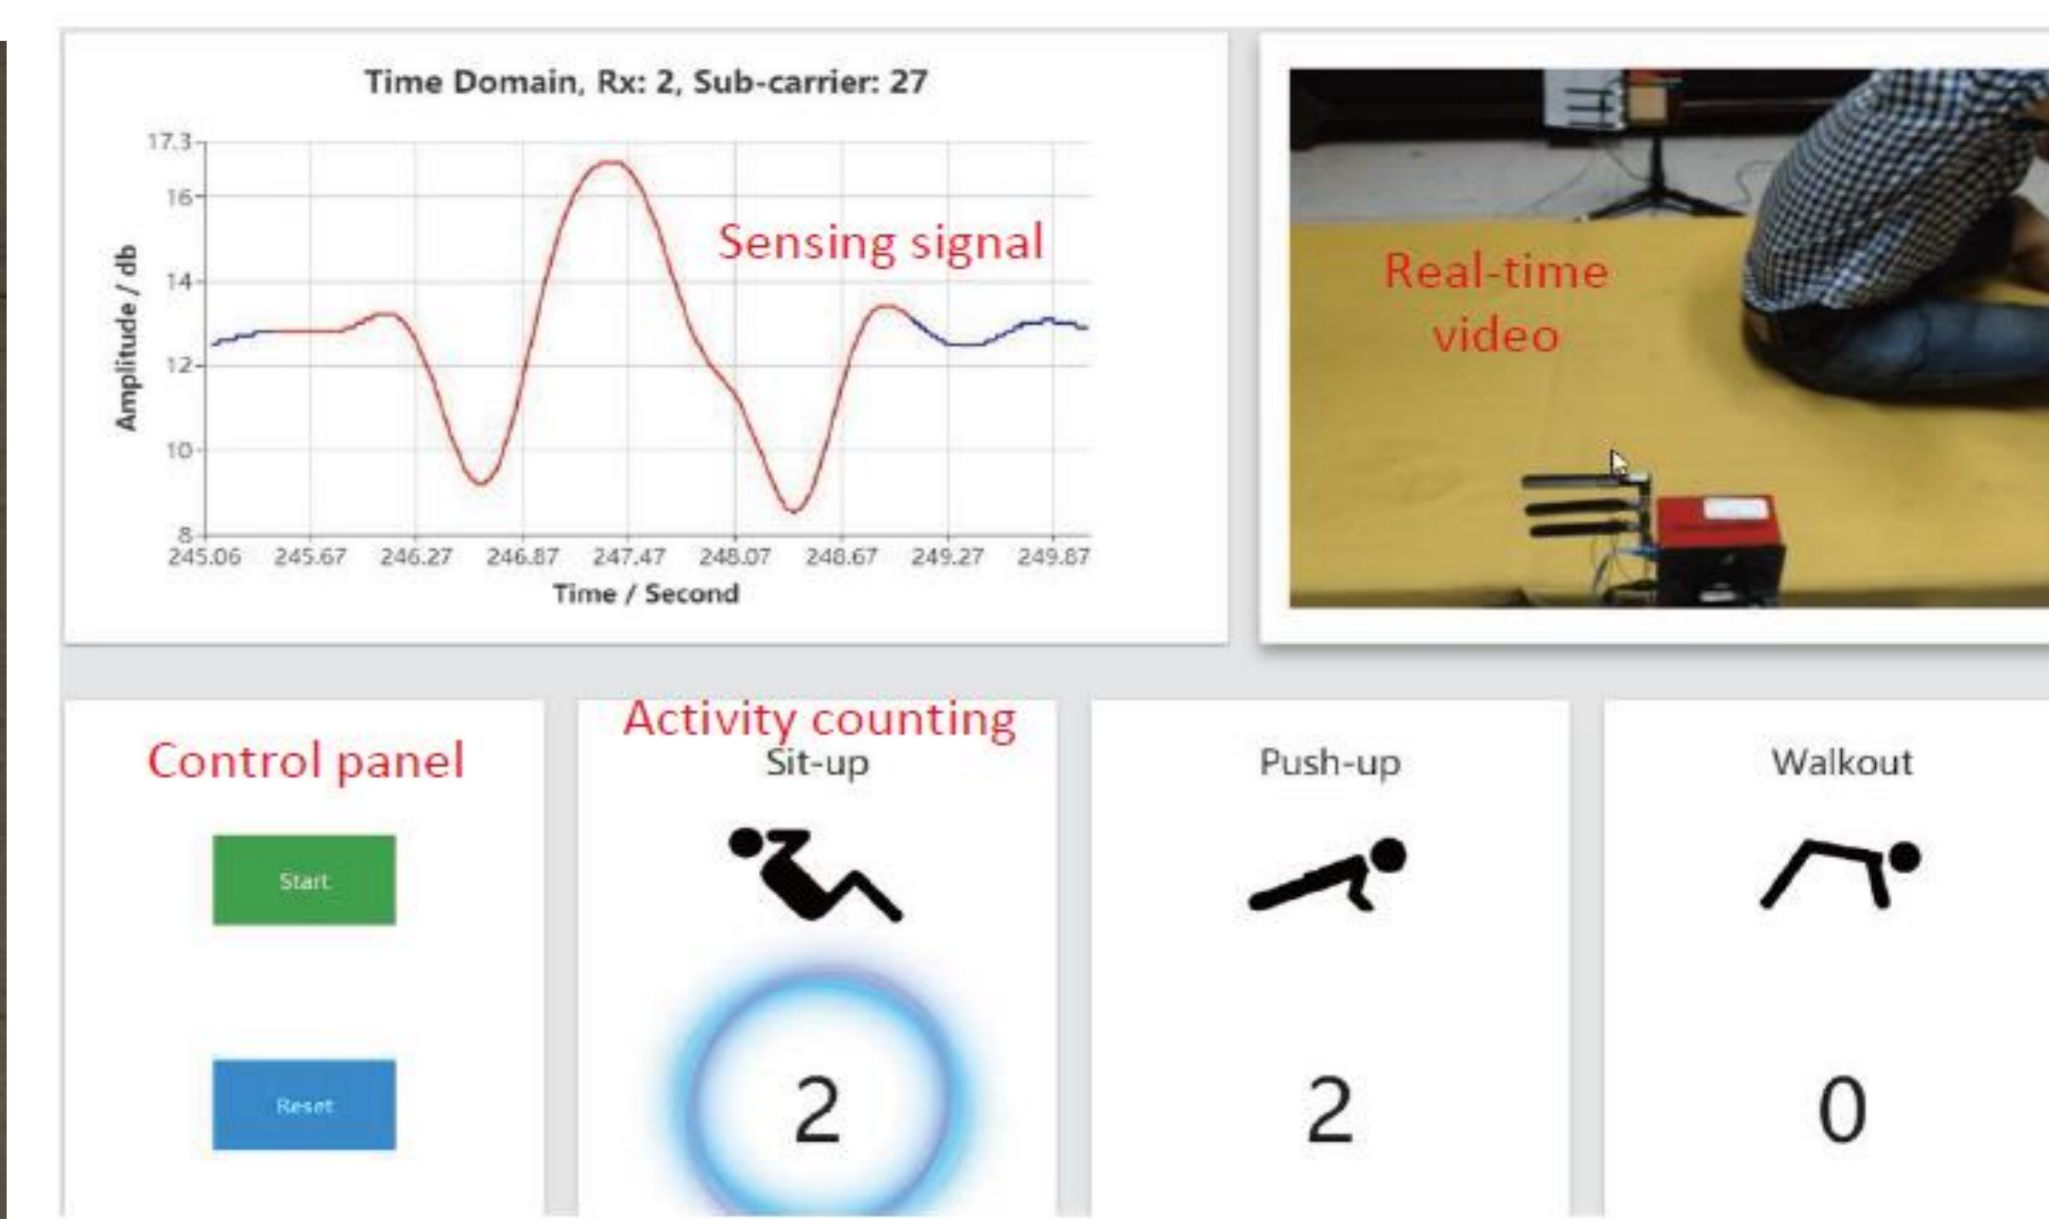 Time Domain, Rx: 2, Sub-carrier: 27
17.3
16
14
12
10
8
Amplitude / db
Sensing signal
245.06 245.67 246.27 246.87 247.47 248.07 248.67 249.27 249.87
Time / Second
Real-time
video
Control panel
Start
Reset
Activity counting
Sit-up
2
Push-up
2
Walkout
0